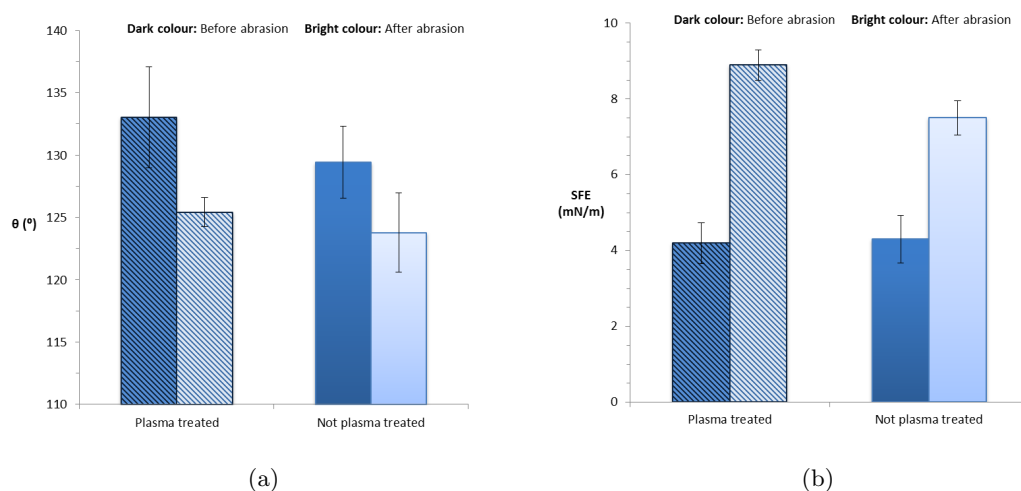 Dark colour: Before abrasion Bright colour: After abrasion
140
135
130
125
120
115
110
θ (°)
Plasma treated Not plasma treated
(a)
Dark colour: Before abrasion Bright colour: After abrasion
10
8
6
4
2
0
SFE
(mN/m)
Plasma treated Not plasma treated
(b)